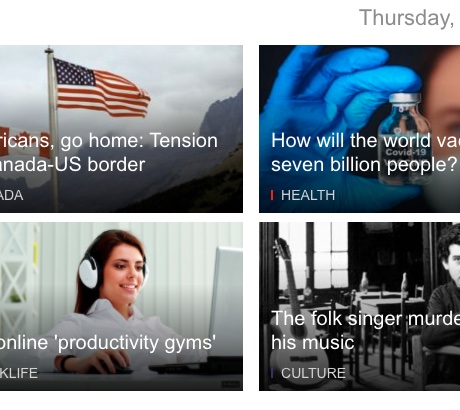 Thursday,
ricans, go home: Tension
anada-US border
ADA
How will the world va
seven billion people?
Covid-19
HEALTH
online 'productivity gyms'
KLIFE
The folk singer murde
his music
CULTURE